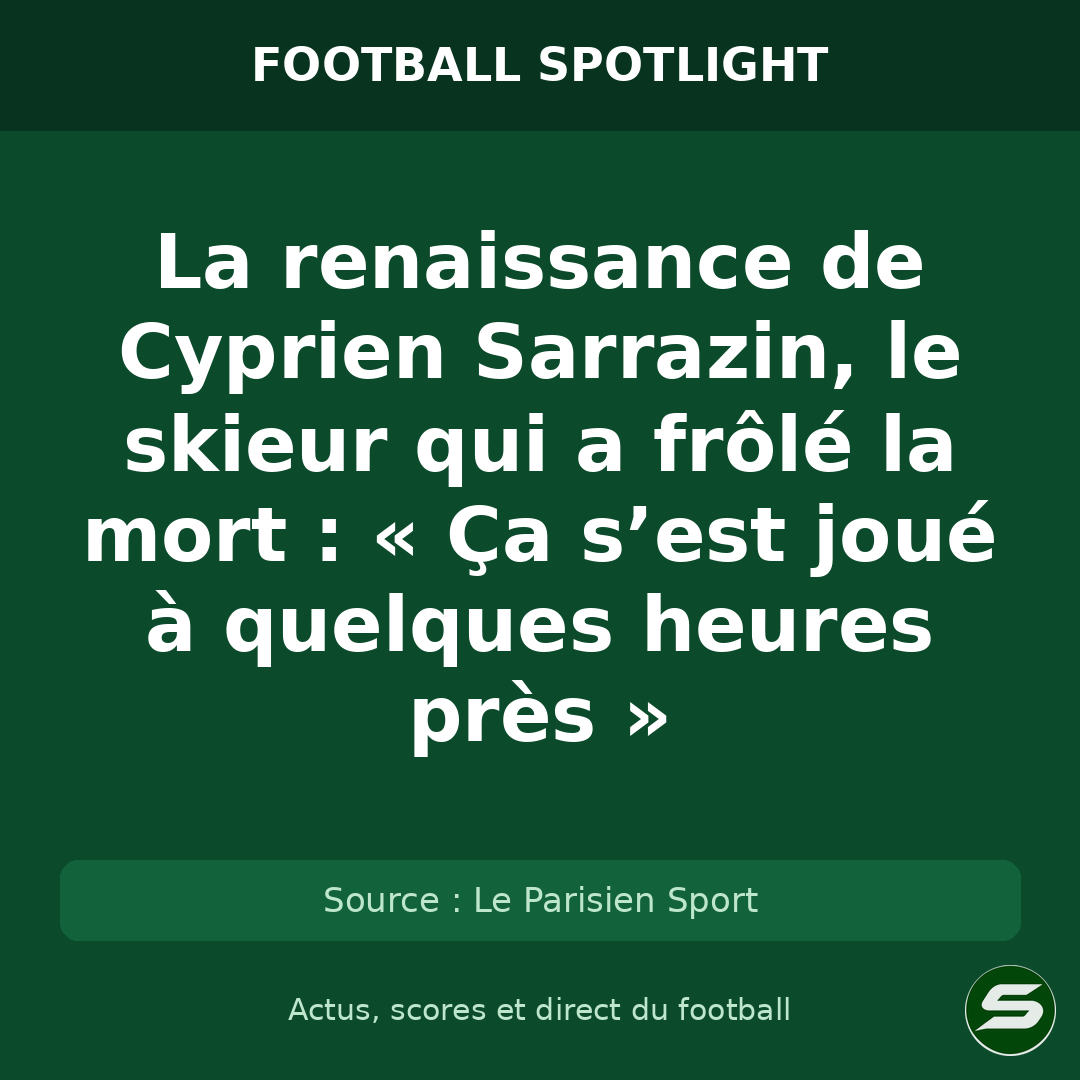 FOOTBALL SPOTLIGHT
La renaissance de
Cyprien Sarrazin, le
skieur qui a frôlé la
mort : « Ça s’est joué
à quelques heures
près »
Source : Le Parisien Sport
Actus, scores et direct du football
S